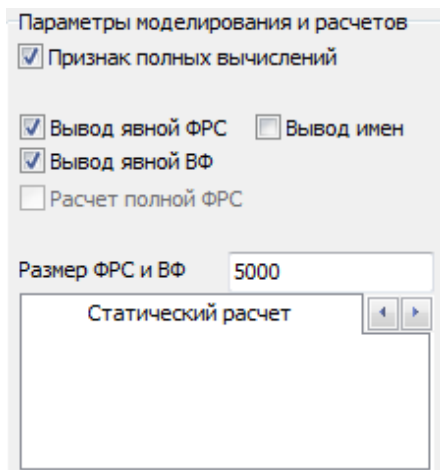 Параметры моделирования и расчетов
Признак полных вычислений
Вывод явной ФРС Вывод имен
Вывод явной ВФ
Расчет полной ФРС
Размер ФРС и ВФ 5000
Статический расчет